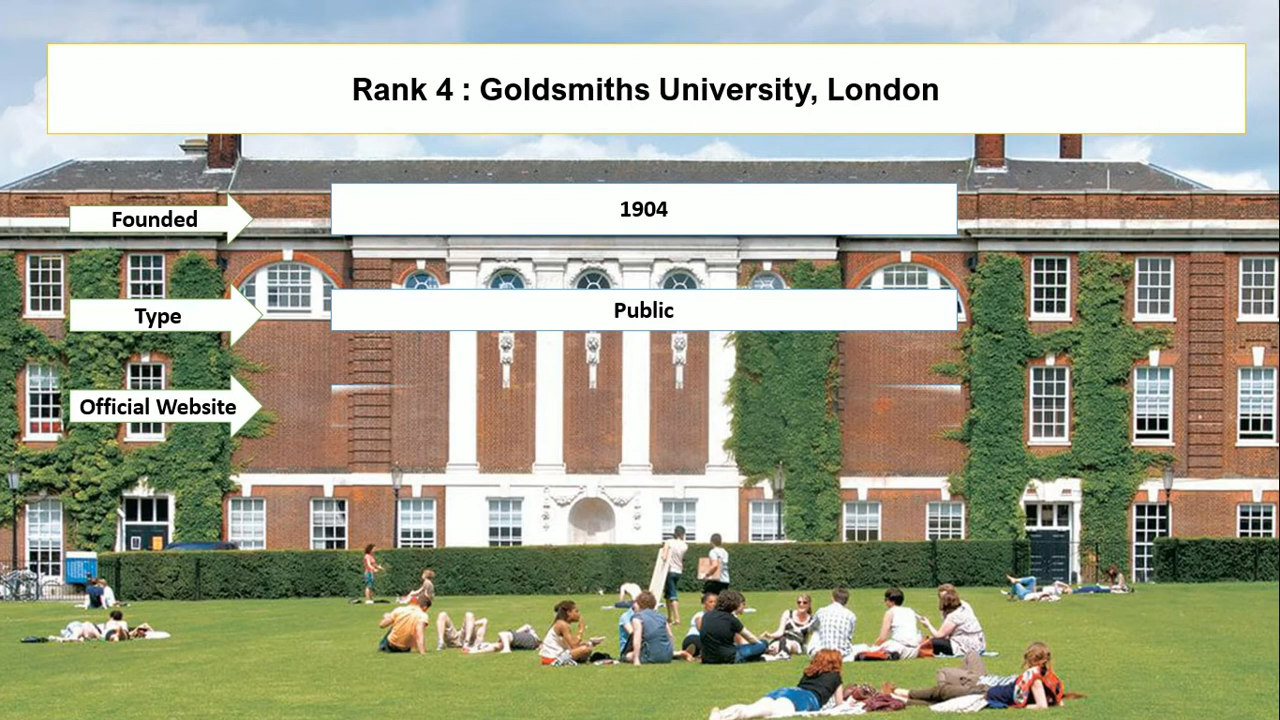 Rank 4 : Goldsmiths University, London
Founded
1904
Type
Public
Official Website